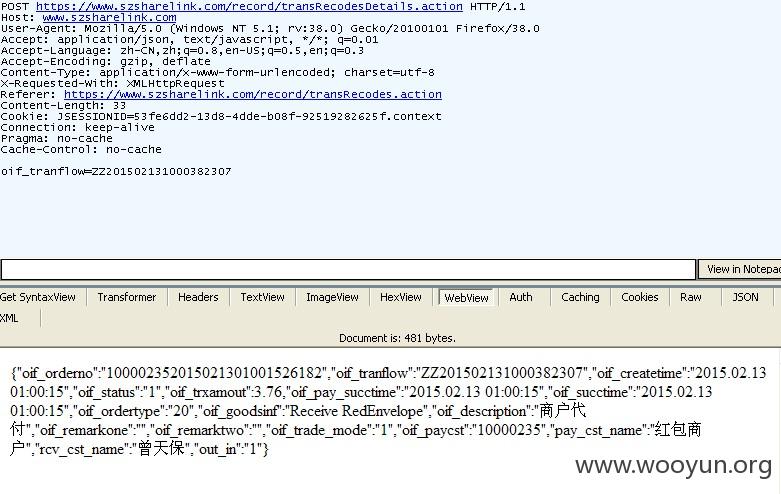 POST https://www.szsharelink.com/record/transRecodesDetails.action HTTP/1.1
Host: www.szsharelink.com
User-Agent: Mozilla/5.0 (Windows NT 5.1; rv:38.0) Gecko/20100101 Firefox/38.0
Accept: application/json, text/javascript, */*; q=0.01
Accept-Language: zh-CN,zh;q=0.8,en-US;q=0.5,en;q=0.3
Accept-Encoding: gzip, deflate
Content-Type: application/x-www-form-urlencoded; charset=utf-8
X-Requested-With: XMLHttpRequest
Referer: https://www.szsharelink.com/record/transRecodes.action
Content-Length: 33
Cookie: JSESSIONID=53fe6dd2-13d8-4dde-b08f-92519282625f.context
Connection: keep-alive
Pragma: no-cache
Cache-Control: no-cache
oif_tranflow=ZZ201502131000382307
View in Notepad
Get SyntaxView Transformer Headers TextView ImageView HexView WebView Auth Caching Cookies Raw JSON
XML
Document is: 481 bytes.
{"oif_orderno":"100002352015021301001526182","oif_tranflow":"ZZ201502131000382307","oif_createtime":"2015.02.13
01:00:15","oif_status":"1","oif_trxamout":3.76,"oif_pay_succtime":"2015.02.13 01:00:15","oif_succtime":"2015.02.13
01:00:15","oif_ordertype":"20","oif_goodsinf":"Receive RedEnvelope","oif_description":"商户代
付","oif_remarkone":"","oif_remarktwo":"","oif_trade_mode":"1","oif_paycst":"10000235","pay_cst_name":"红包商
户","rcv_cst_name":"曾天保","out_in":"1"}
www.wooyun.org